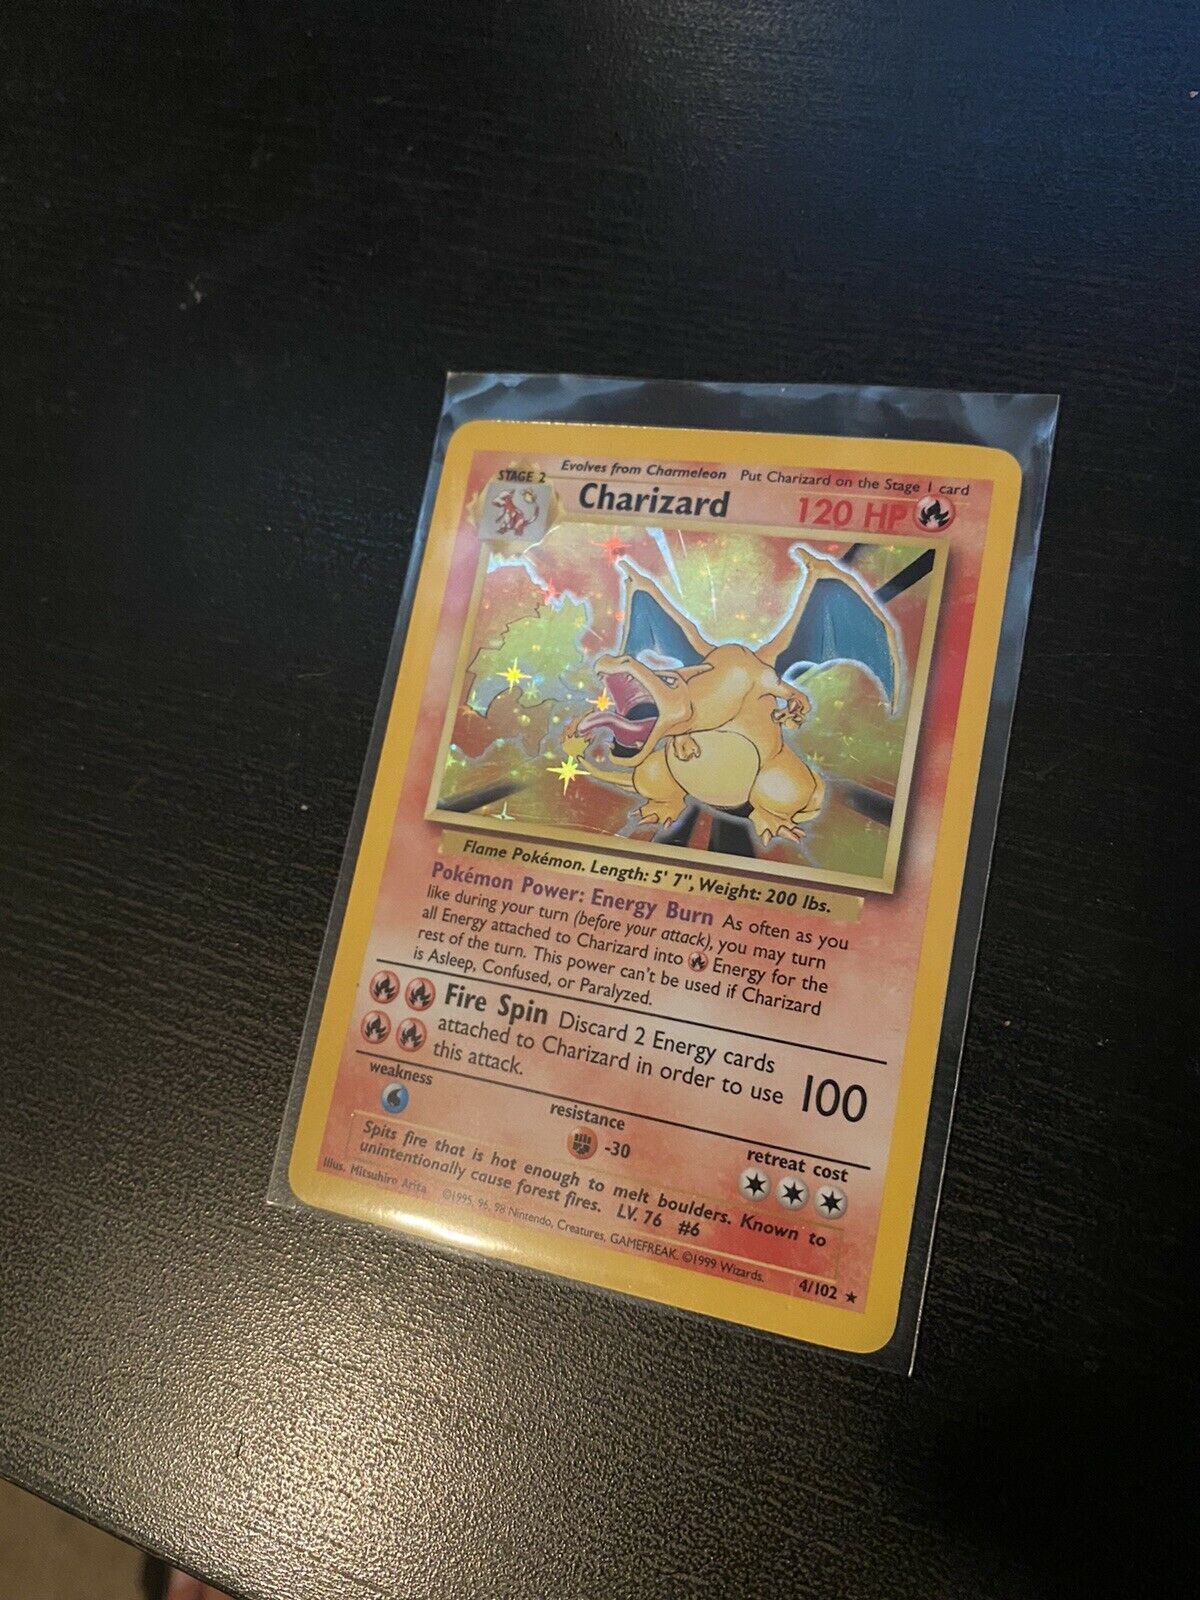 Evolves from Charmeleon Put Charizard on the Stage 1 card
STAGE 2
Charizard 120 HP
Flame Pokémon. Length: 5' 7", Weight: 200 lbs.
Pokémon Power: Energy Burn As often as you
like during your turn (before your attack), you may turn
all Energy attached to Charizard into Energy for the
rest of the turn. This power can't be used if Charizard
is Asleep, Confused, or Paralyzed.
Fire Spin Discard 2 Energy cards
attached to Charizard in order to use
this attack.
100
weakness
resistance
-30
retreat cost
Spits fire that is hot enough to melt boulders. Known to
unintentionally cause forest fires. LV. 76 #6
Illus. Mitsuhiro Arita ©1995, 96, 98 Nintendo, Creatures, GAMEFREAK. ©1999 Wizards. 4/102 ★